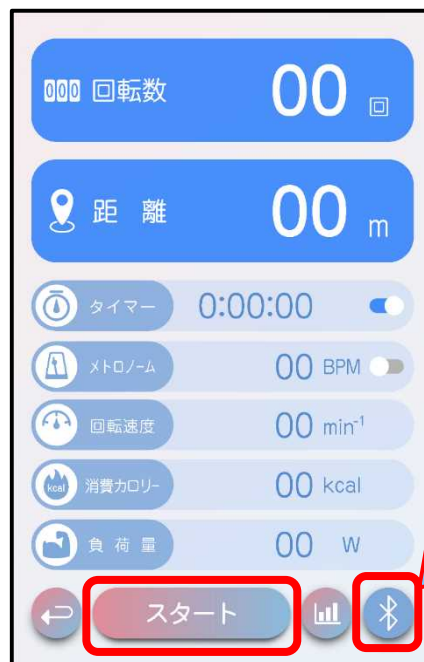 000 回転数 00 回
距離 00 m
タイマー 0:00:00
メトロノーム 00 BPM
回転速度 00 min-1
kcal 消費カロリー 00 kcal
負荷量 00 W
スタート